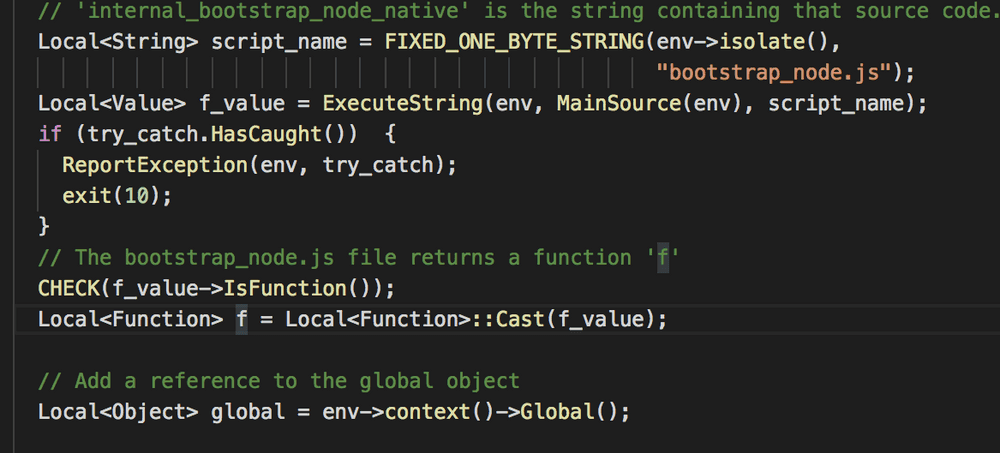 // 'internal_bootstrap_node_native' is the string containing that source code.
Local<String> script_name = FIXED_ONE_BYTE_STRING(env->isolate(),
"bootstrap_node.js");
Local<Value> f_value = ExecuteString(env, MainSource(env), script_name);
if (try_catch.HasCaught())  {
ReportException(env, try_catch);
exit(10);
}
// The bootstrap_node.js file returns a function 'f'
CHECK(f_value->IsFunction());
Local<Function> f = Local<Function>::Cast(f_value);
// Add a reference to the global object
Local<Object> global = env->context()->Global();